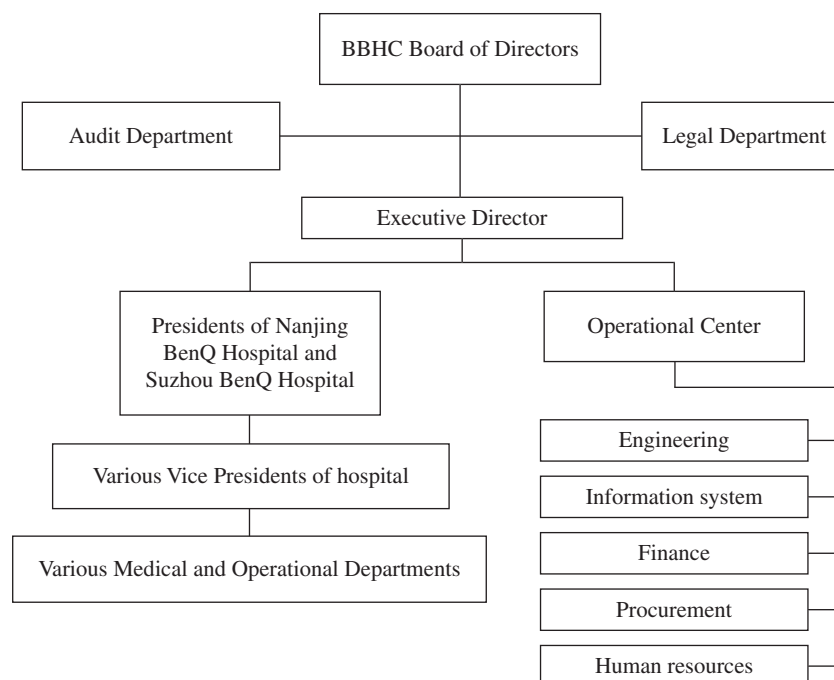 BBHC Board of Directors
Audit Department
Legal Department
Executive Director
Presidents of Nanjing
BenQ Hospital and
Suzhou BenQ Hospital
Operational Center
Various Vice Presidents of hospital
Various Medical and Operational Departments
Engineering
Information system
Finance
Procurement
Human resources